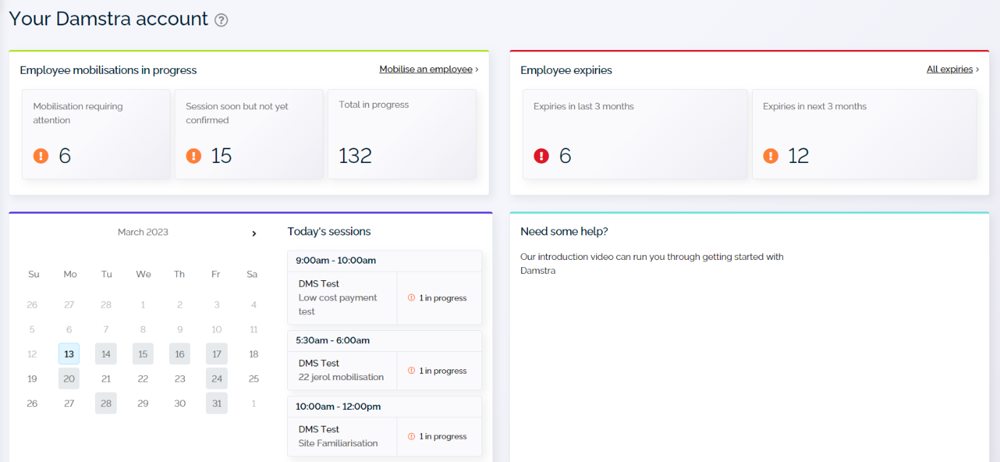 Your Damstra account ?
Employee mobilisations in progress
Mobilise an employee ›
Mobilisation requiring
attention
! 6
Session soon but not yet
confirmed
! 15
Total in progress
132
Employee expiries
All expiries ›
Expiries in last 3 months
! 6
Expiries in next 3 months
! 12
March 2023 ›
Su Mo Tu We Th Fr Sa
26 27 28 1 2 3 4
5 6 7 8 9 10 11
12 13 14 15 16 17 18
19 20 21 22 23 24 25
26 27 28 29 30 31 1
Today's sessions
9:00am - 10:00am
DMS Test
Low cost payment
test
! 1 in progress
5:30am - 6:00am
DMS Test
22 jerol mobilisation
! 1 in progress
10:00am - 12:00pm
DMS Test
Site Familiarisation
! 1 in progress
Need some help?
Our introduction video can run you through getting started with
Damstra